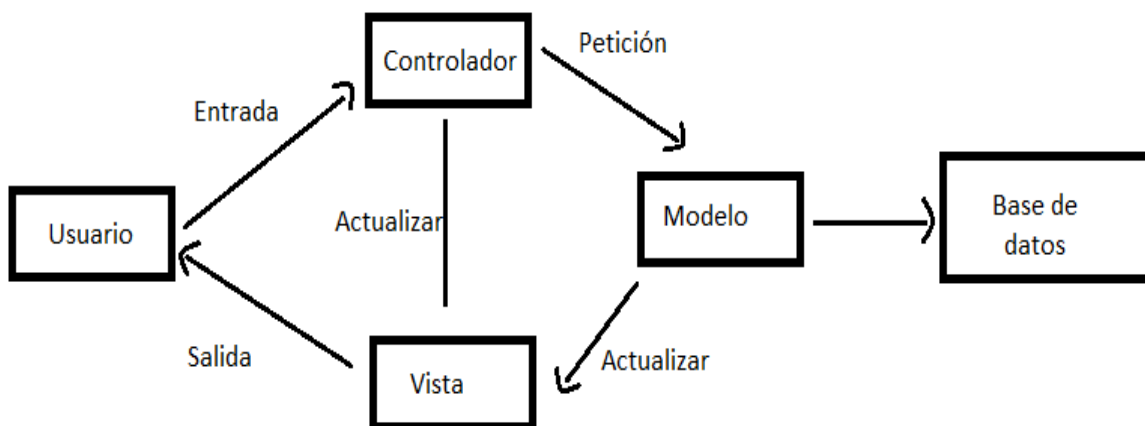 Controlador
Petición
Entrada
Usuario
Actualizar
Modelo
Base de
datos
Salida
Vista
Actualizar